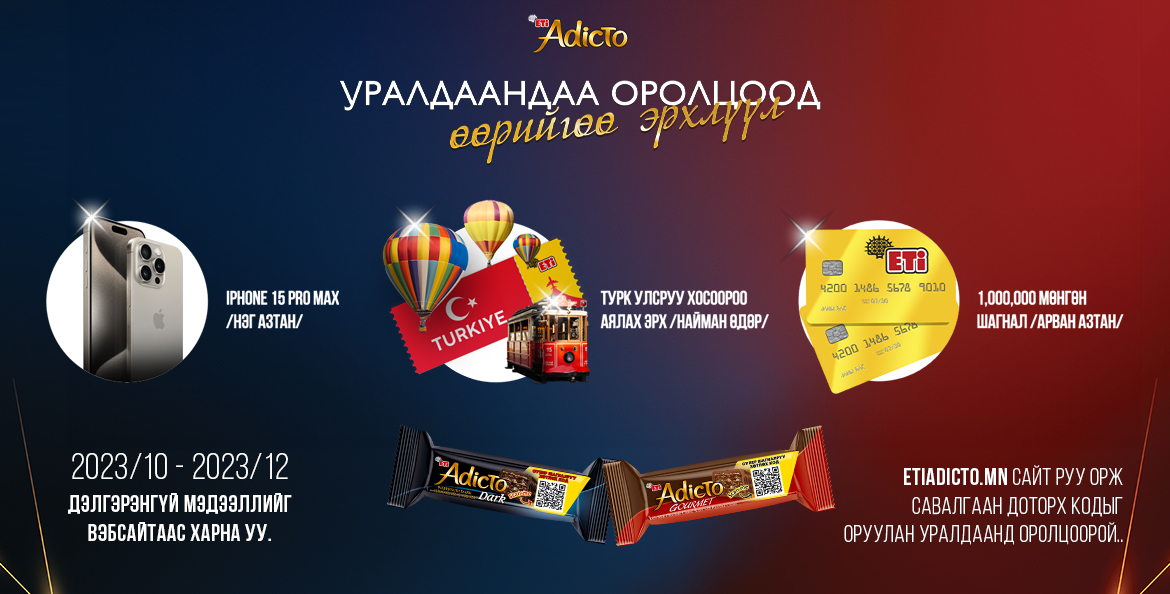 ETi
Adicto
УРАЛДААНДАА ОРОЛЦООД
өөрийгөө эрхлүүл
IPHONE 15 PRO MAX
/НЭГ АЗТАН/
ETi
TURKIYE
ТУРК УЛСРУУ ХОСООРОО
АЯЛАХ ЭРХ /НАЙМАН ӨДӨР/
ETi
4200 1486 5678 9010
4200 1486 5678
1,000,000 МӨНГӨН
ШАГНАЛ /АРВАН АЗТАН/
2023/10 - 2023/12
ДЭЛГЭРЭНГҮЙ МЭДЭЭЛЛИЙГ
ВЭБСАЙТААС ХАРНА УУ.
ETi
Adicto
Dark
ETi
Adicto
GOURMET
ETIADICTO.MN САЙТ РУУ ОРЖ
САВАЛГААН ДОТОРХ КОДЫГ
ОРУУЛАН УРАЛДААНД ОРОЛЦООРОЙ..